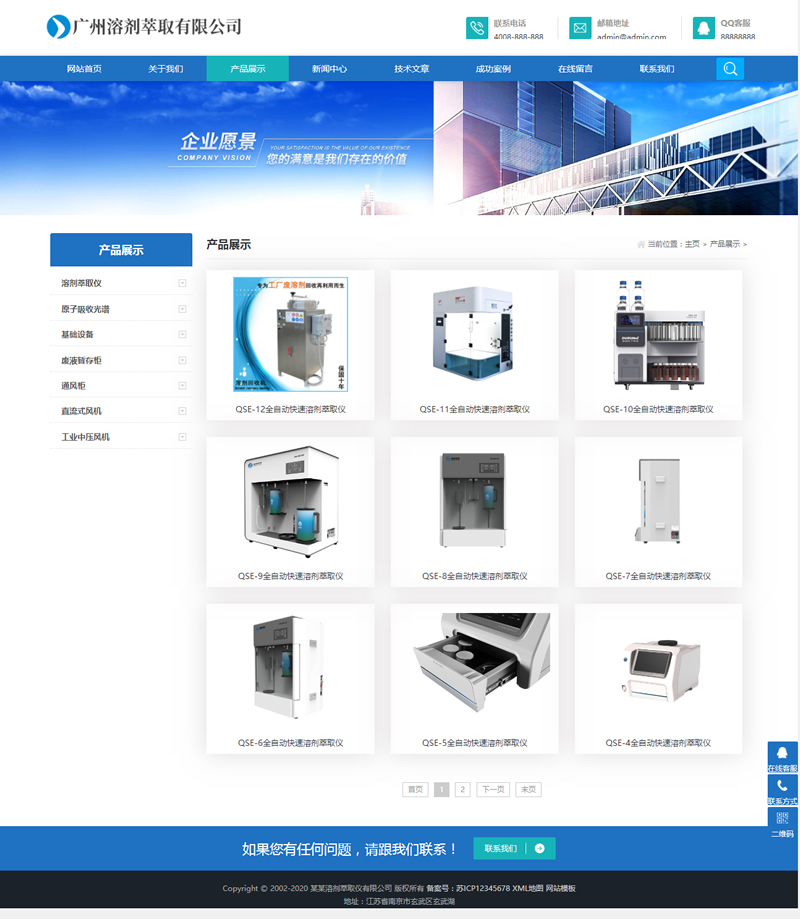 广州溶剂萃取有限公司
联系电话
4008-888-888
邮箱地址
admin@admin.com
QQ客服
88888888
网站首页 关于我们 产品展示 新闻中心 技术文章 成功案例 在线留言 联系我们
企业愿景
COMPANY VISION
YOUR SATISFACTION IS THE VALUE OF OUR EXISTENCE.
您的满意是我们存在的价值
产品展示
溶剂萃取仪
原子吸收光谱
基础设备
废液暂存柜
通风柜
直流式风机
工业中压风机
产品展示
当前位置：主页 > 产品展示 >
专为工厂废溶剂回收再利用而生
保固十年
溶剂回收机
QSE-12全自动快速溶剂萃取仪
QSE-11全自动快速溶剂萃取仪
QSE-10全自动快速溶剂萃取仪
QSE-9全自动快速溶剂萃取仪
QSE-8全自动快速溶剂萃取仪
QSE-7全自动快速溶剂萃取仪
QSE-6全自动快速溶剂萃取仪
QSE-5全自动快速溶剂萃取仪
QSE-4全自动快速溶剂萃取仪
首页 1 2 下一页 末页
在线客服
联系方式
二维码
如果您有任何问题，请跟我们联系！
联系我们
Copyright © 2002-2020 某某溶剂萃取仪有限公司 版权所有 备案号：苏ICP12345678 XML地图 网站模板
地址：江苏省南京市玄武区玄武湖